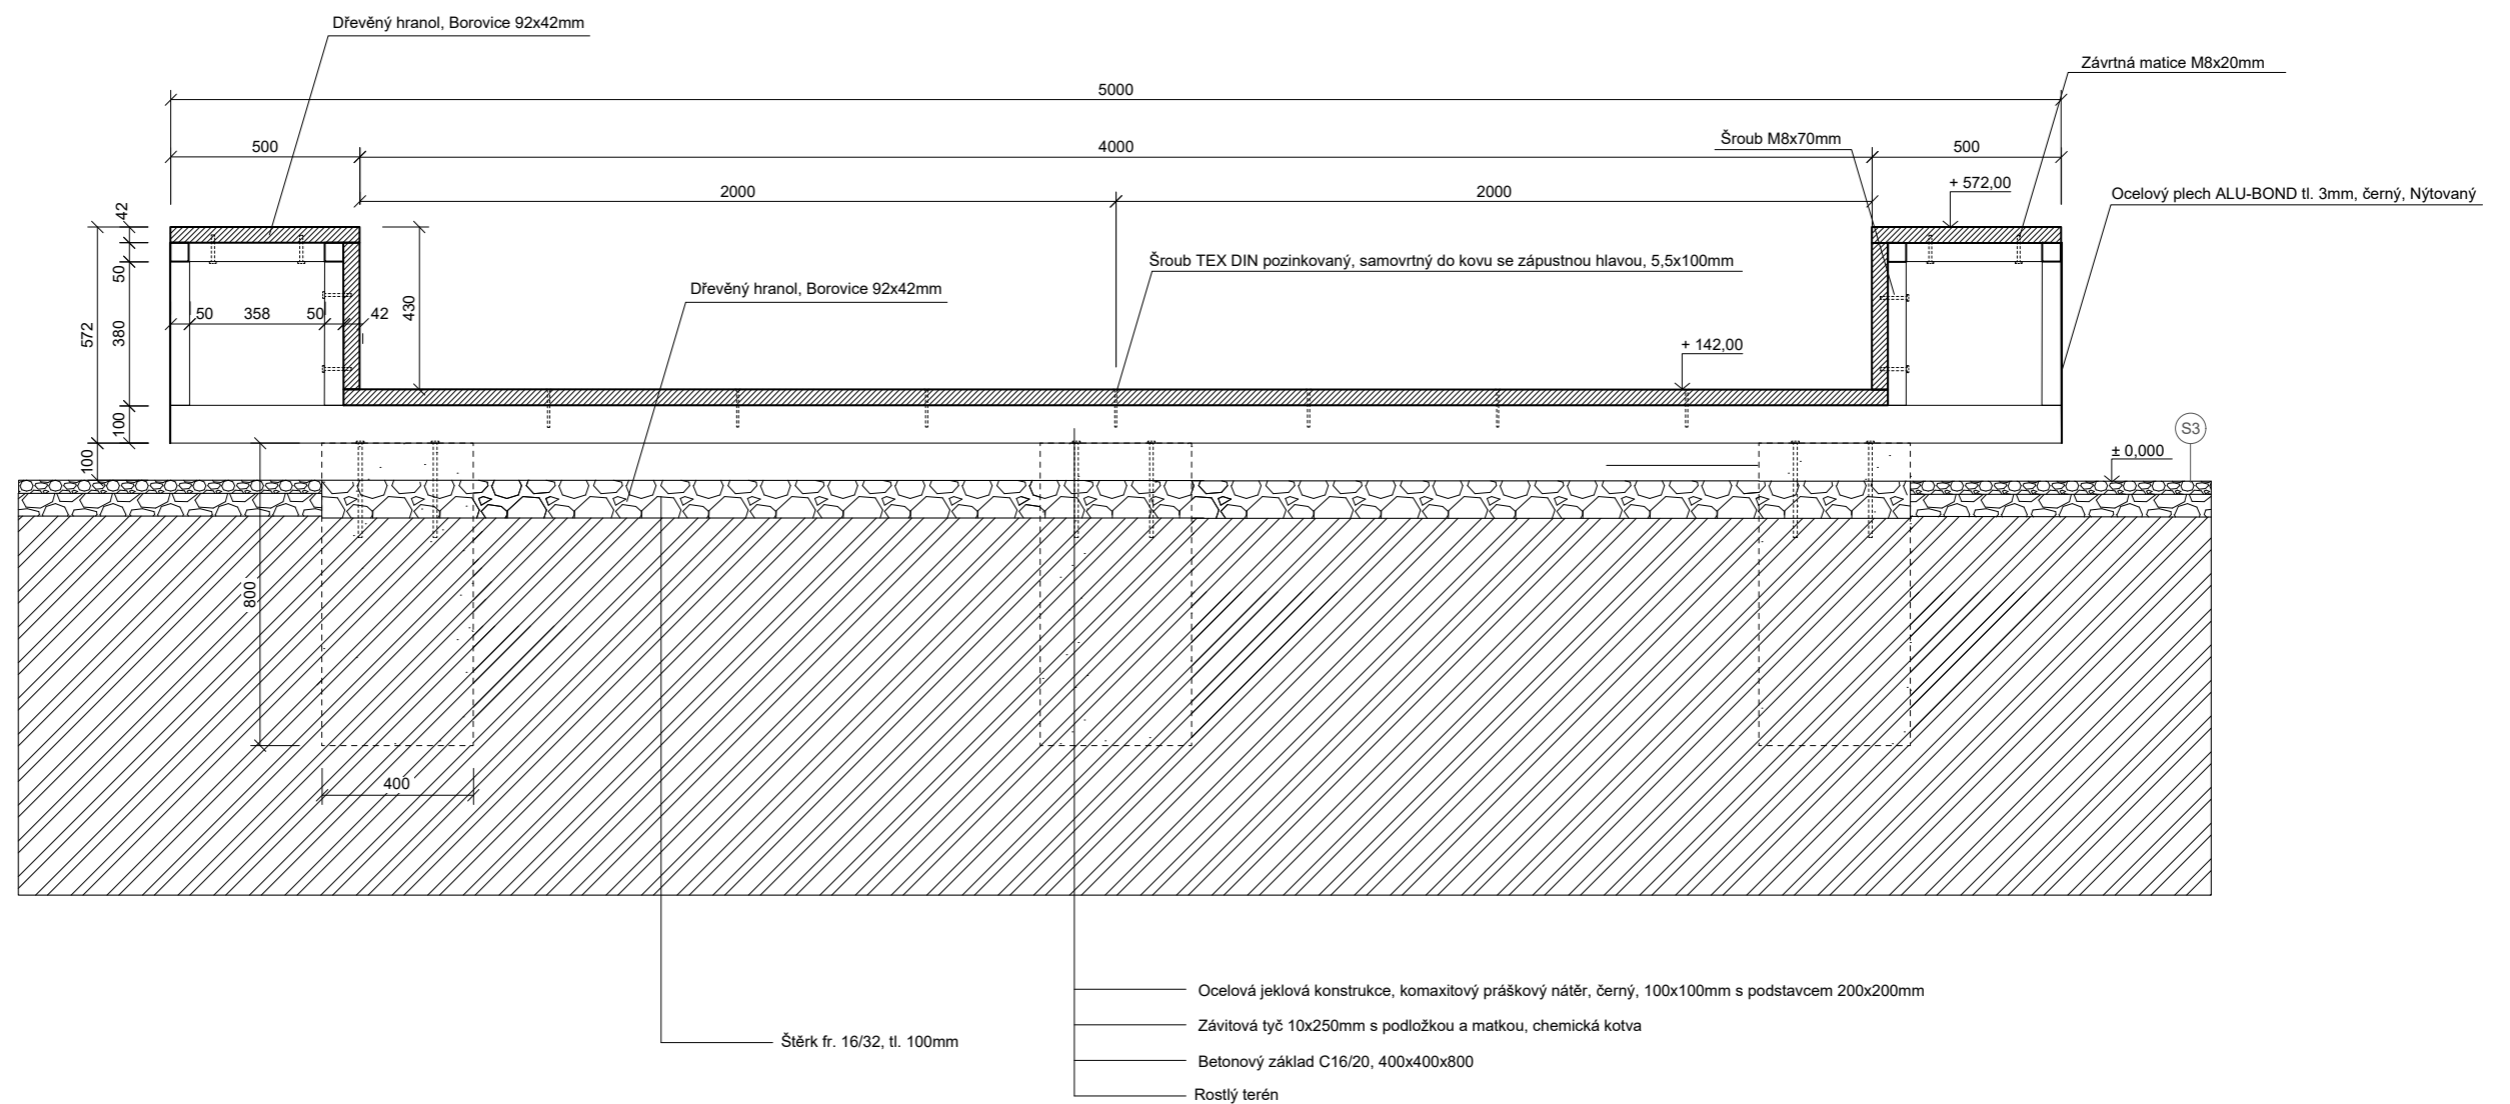 Dřevěný hranol, Borovice 92x42mm
Závrtná matice M8x20mm
5000
Šroub M8x70mm
500
4000
500
2000
2000
+ 572,00
Ocelový plech ALU-BOND tl. 3mm, černý, Nýtovaný
42
Šroub TEX DIN pozinkovaný, samovrtný do kovu se zápustnou hlavou, 5,5x100mm
50
Dřevěný hranol, Borovice 92x42mm
430
50
358
50
42
572
380
+ 142,00
100
S3
± 0,000
100
800
400
Ocelová jeklová konstrukce, komaxitový práškový nátěr, černý, 100x100mm s podstavcem 200x200mm
Závitová tyč 10x250mm s podložkou a matkou, chemická kotva
Štěrk fr. 16/32, tl. 100mm
Betonový základ C16/20, 400x400x800
Rostlý terén